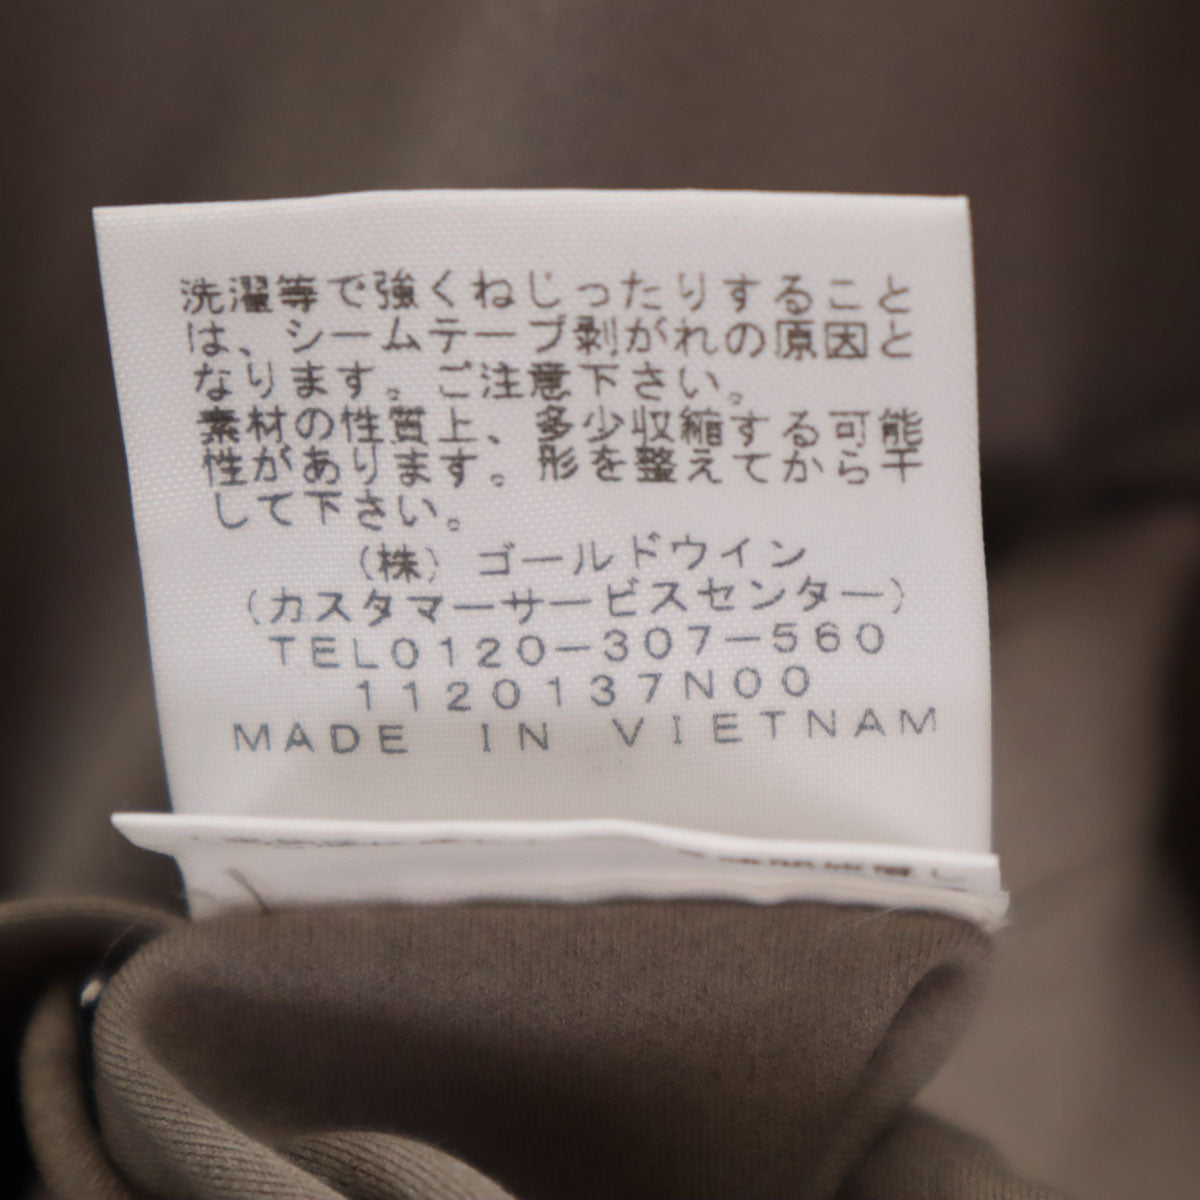 洗濯等で強くねじったりすること
は、シームテープ剥がれの原因と
なります。ご注意下さい。
素材の性質上、多少収縮する可能
性があります。形を整えてから干
して下さい。
(株)ゴールドウイン
(カスタマーサービスセンター)
TEL0120-307-560
1120137N00
MADE IN VIETNAM